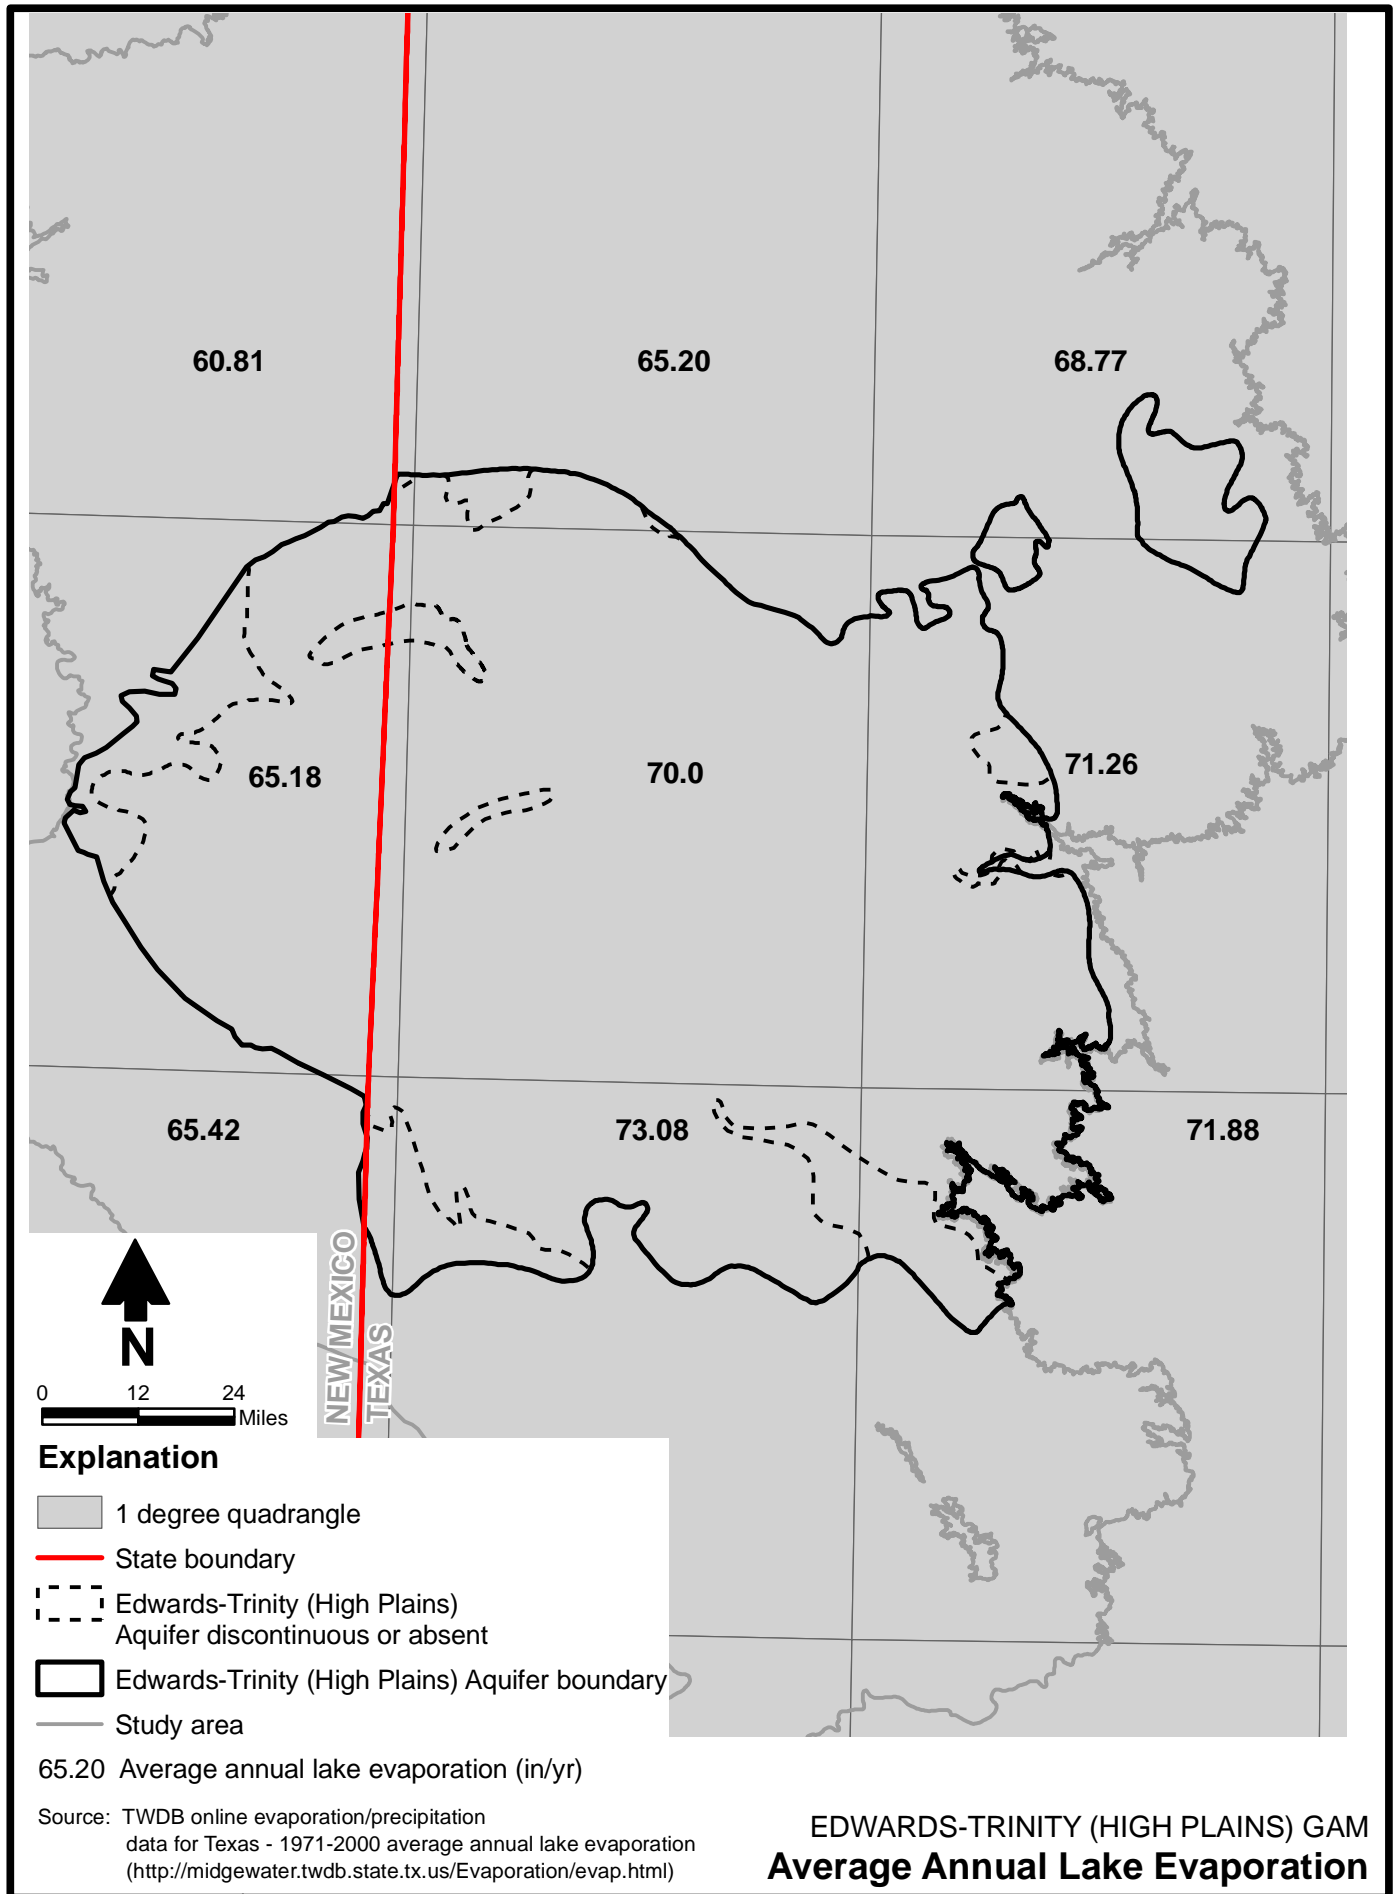 60.81
65.20
68.77
65.18
70.0
71.26
65.42
73.08
71.88
NEW MEXICO
TEXAS
N
0 12 24
Miles
Explanation
1 degree quadrangle
State boundary
Edwards-Trinity (High Plains)
Aquifer discontinuous or absent
Edwards-Trinity (High Plains) Aquifer boundary
Study area
65.20 Average annual lake evaporation (in/yr)
Source: TWDB online evaporation/precipitation
data for Texas - 1971-2000 average annual lake evaporation
(http://midgewater.twdb.state.tx.us/Evaporation/evap.html)
EDWARDS-TRINITY (HIGH PLAINS) GAM
Average Annual Lake Evaporation